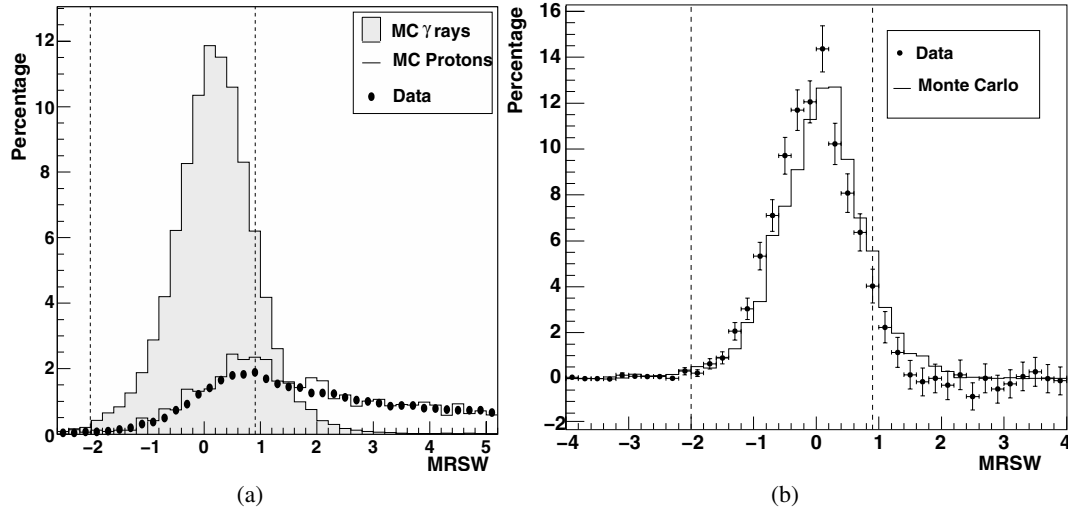 Percentage
12
10
8
6
4
2
0
−2 −1 0 1 2 3 4 5
MRSW
MC γ rays
MC Protons
Data
(a)
Percentage
16
14
12
10
8
6
4
2
0
−2
−4 −3 −2 −1 0 1 2 3 4
MRSW
Data
Monte Carlo
(b)